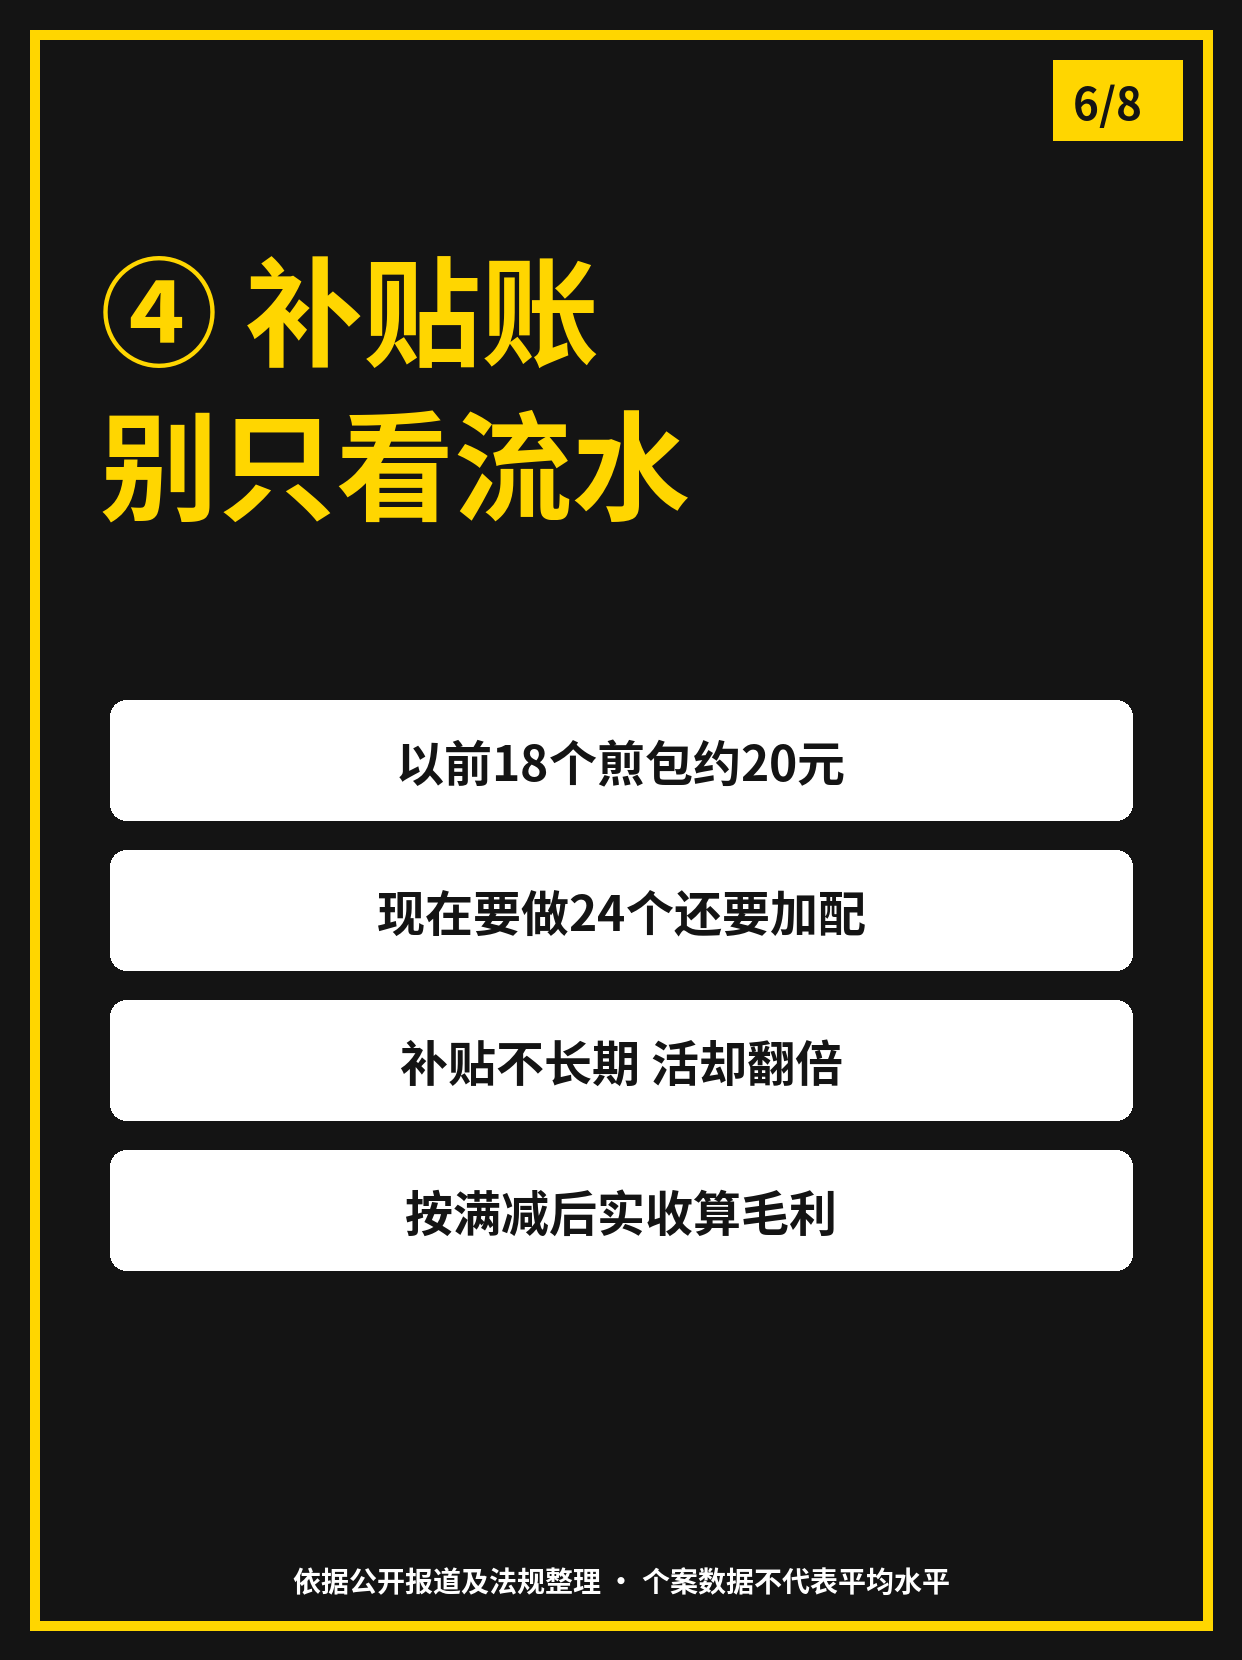 6/8
④ 补贴账
别只看流水
以前18个煎包约20元
现在要做24个还要加配
补贴不长期 活却翻倍
按满减后实收算毛利
依据公开报道及法规整理 · 个案数据不代表平均水平